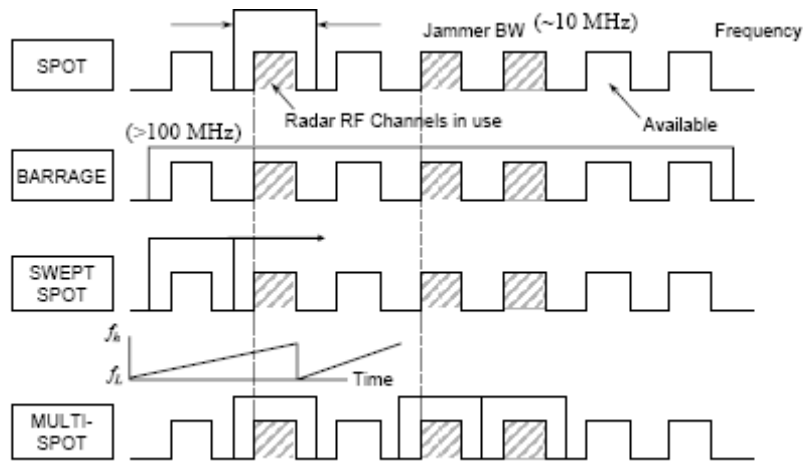 Jammer BW (~10 MHz) Frequency
SPOT
Radar RF Channels in use
Available
(>100 MHz)
BARRAGE
SWEPT
SPOT
fh
fL
Time
MULTI-
SPOT